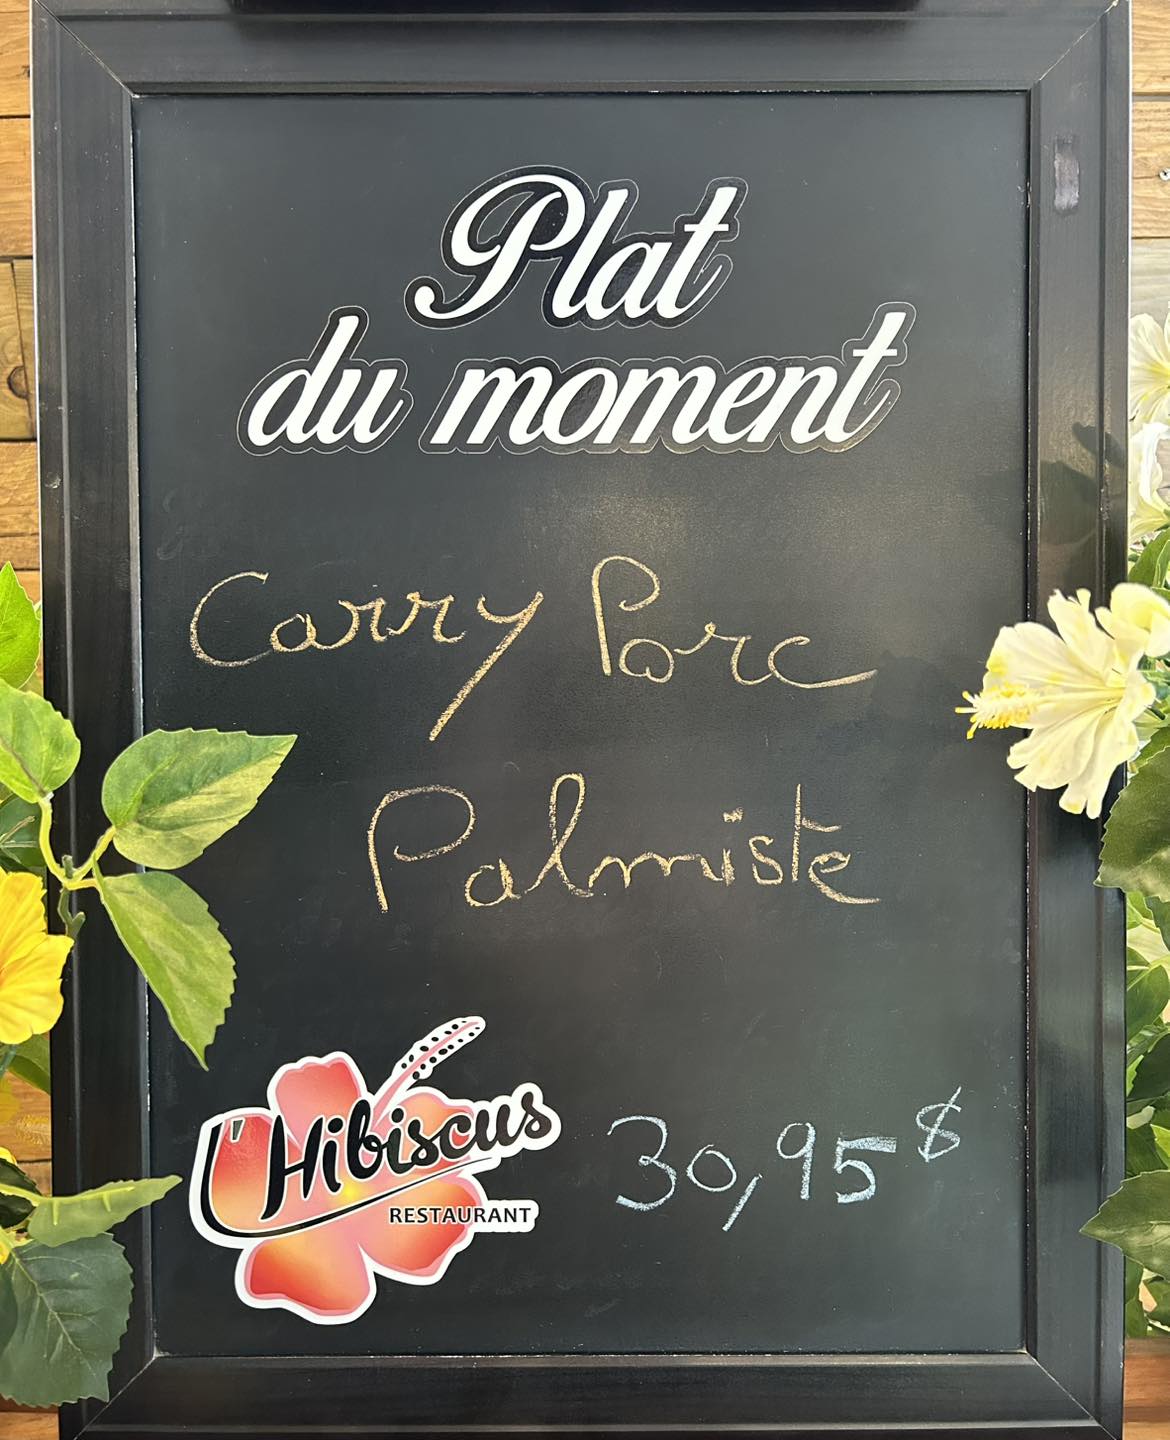 Plat
du moment
Carry Porc
Palmiste
L'Hibiscus
RESTAURANT
30,95$